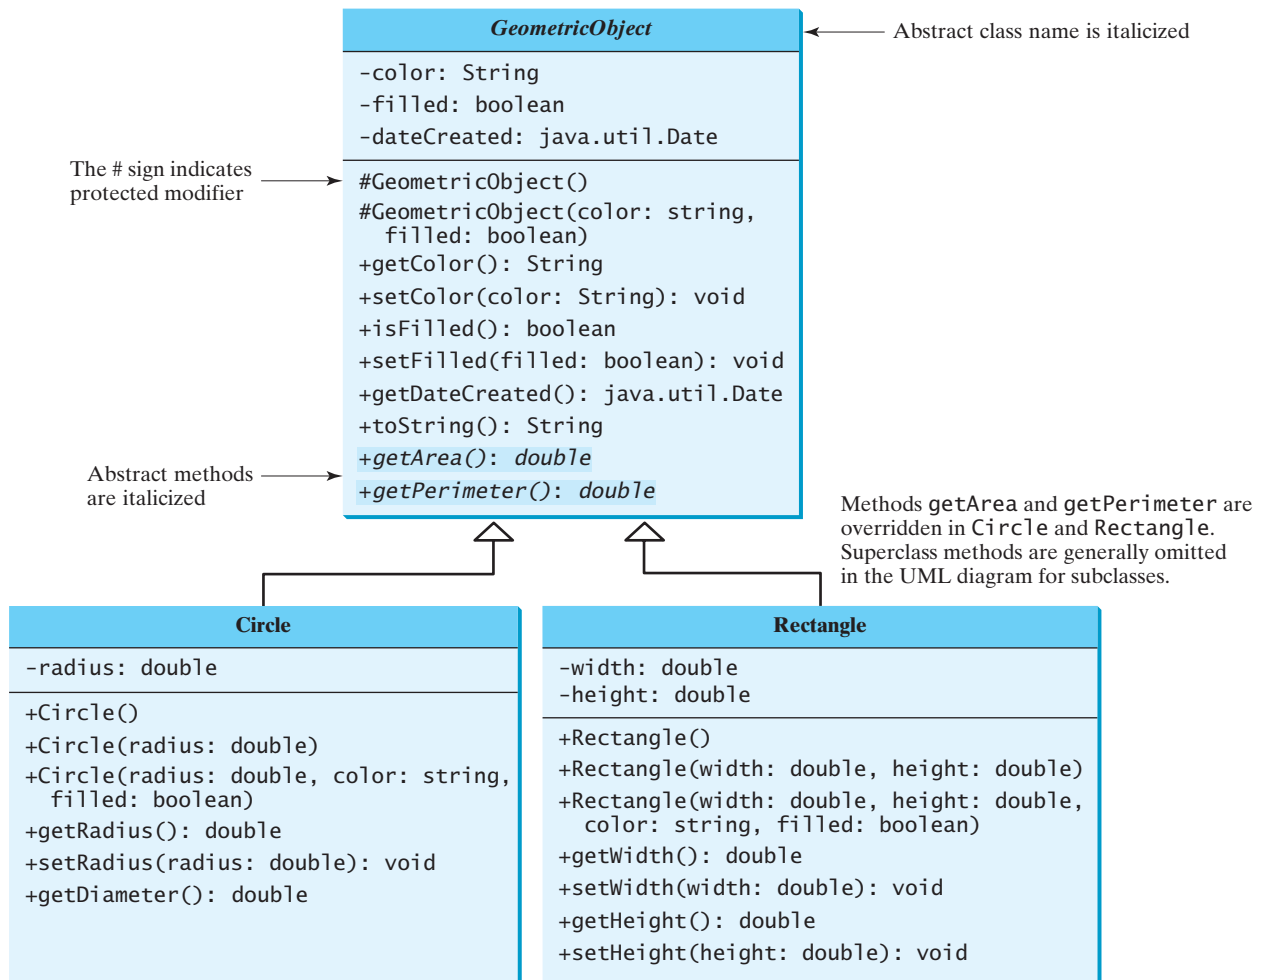 GeometricObject
Abstract class name is italicized
-color: String
-filled: boolean
-dateCreated: java.util.Date
The # sign indicates
protected modifier
#GeometricObject()
#GeometricObject(color: string,
filled: boolean)
+getColor(): String
+setColor(color: String): void
+isFilled(): boolean
+setFilled(filled: boolean): void
+getDateCreated(): java.util.Date
+toString(): String
+getArea(): double
+getPerimeter(): double
Abstract methods
are italicized
Methods getArea and getPerimeter are
overridden in Circle and Rectangle.
Superclass methods are generally omitted
in the UML diagram for subclasses.
Circle
-radius: double
+Circle()
+Circle(radius: double)
+Circle(radius: double, color: string,
filled: boolean)
+getRadius(): double
+setRadius(radius: double): void
+getDiameter(): double
Rectangle
-width: double
-height: double
+Rectangle()
+Rectangle(width: double, height: double)
+Rectangle(width: double, height: double,
color: string, filled: boolean)
+getWidth(): double
+setWidth(width: double): void
+getHeight(): double
+setHeight(height: double): void